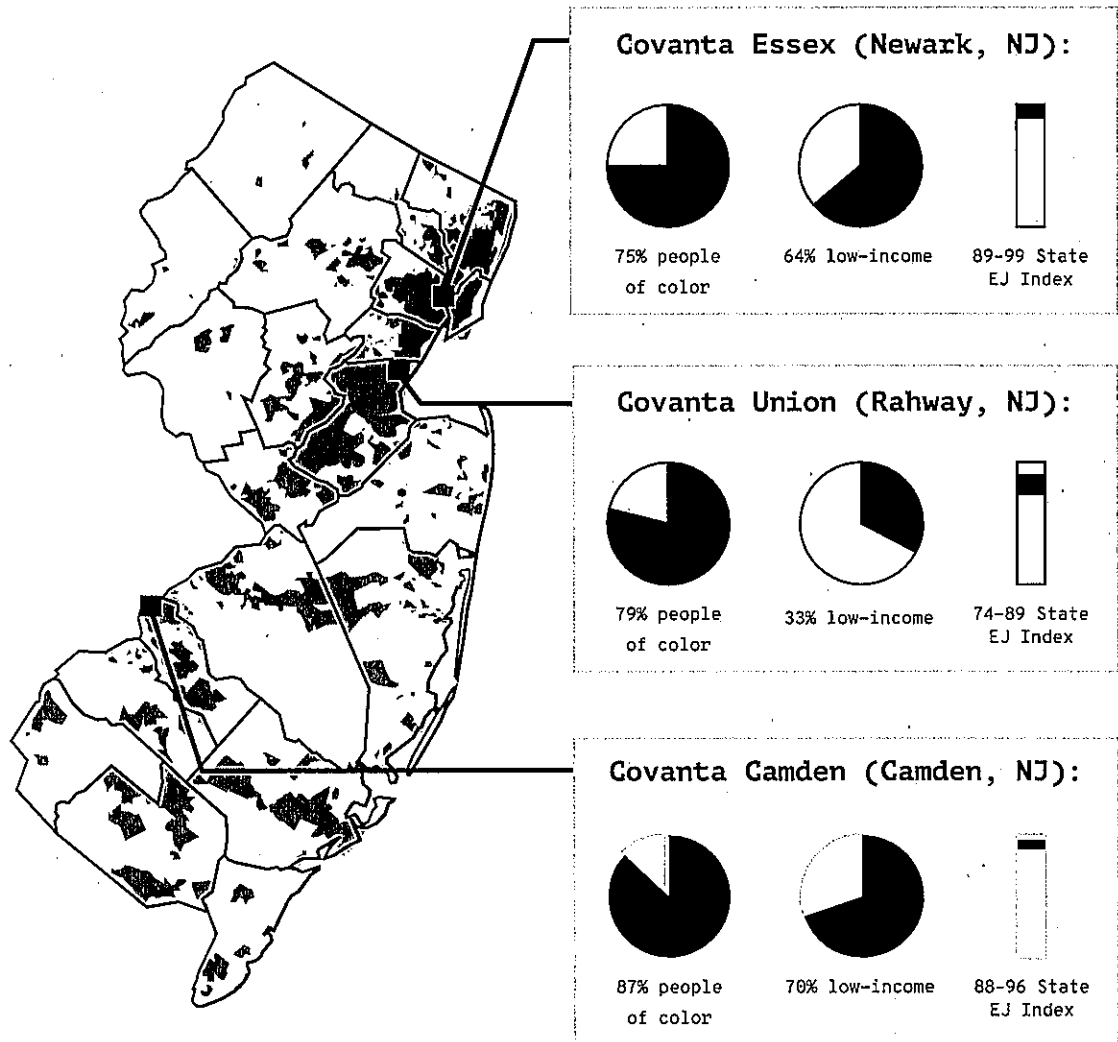 Covanta Essex (Newark, NJ):
75% people
of color
64% low-income
89-99 State
EJ Index
Covanta Union (Rahway, NJ):
79% people
of color
33% low-income
74-89 State
EJ Index
Covanta Camden (Camden, NJ):
87% people
of color
70% low-income
88-96 State
EJ Index